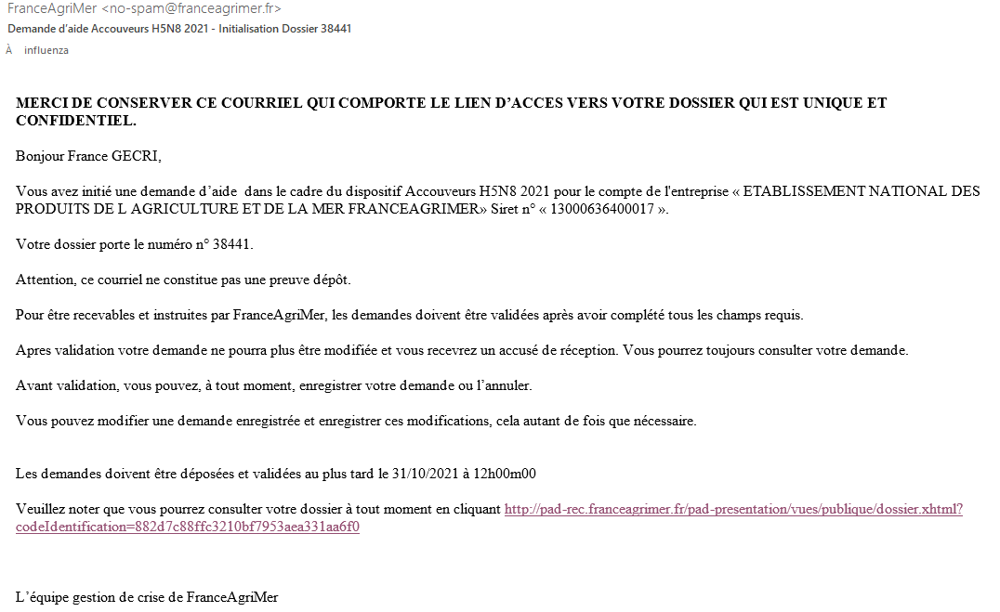 FranceAgriMer <no-spam@franceagrimer.fr>
Demande d'aide Accouveurs H5N8 2021 - Initialisation Dossier 38441
À influenza
MERCI DE CONSERVER CE COURRIEL QUI COMPORTE LE LIEN D'ACCES VERS VOTRE DOSSIER QUI EST UNIQUE ET
CONFIDENTIEL.
Bonjour France GECRI,
Vous avez initié une demande d'aide dans le cadre du dispositif Accouveurs H5N8 2021 pour le compte de l'entreprise « ETABLISSEMENT NATIONAL DES
PRODUITS DE L AGRICULTURE ET DE LA MER FRANCEAGRIMER» Siret n° « 13000636400017 ».
Votre dossier porte le numéro n° 38441.
Attention, ce courriel ne constitue pas une preuve dépôt.
Pour être recevables et instruites par FranceAgriMer, les demandes doivent être validées après avoir complété tous les champs requis.
Apres validation votre demande ne pourra plus être modifiée et vous recevrez un accusé de réception. Vous pourrez toujours consulter votre demande.
Avant validation, vous pouvez, à tout moment, enregistrer votre demande ou l'annuler.
Vous pouvez modifier une demande enregistrée et enregistrer ces modifications, cela autant de fois que nécessaire.
Les demandes doivent être déposées et validées au plus tard le 31/10/2021 à 12h00m00
Veuillez noter que vous pourrez consulter votre dossier à tout moment en cliquant http://pad-rec.franceagrimer.fr/pad-presentation/vues/publique/dossier.xhtml?
codeIdentification=882d7c88ffc3210bf7953aea331aa6f0
L'équipe gestion de crise de FranceAgriMer